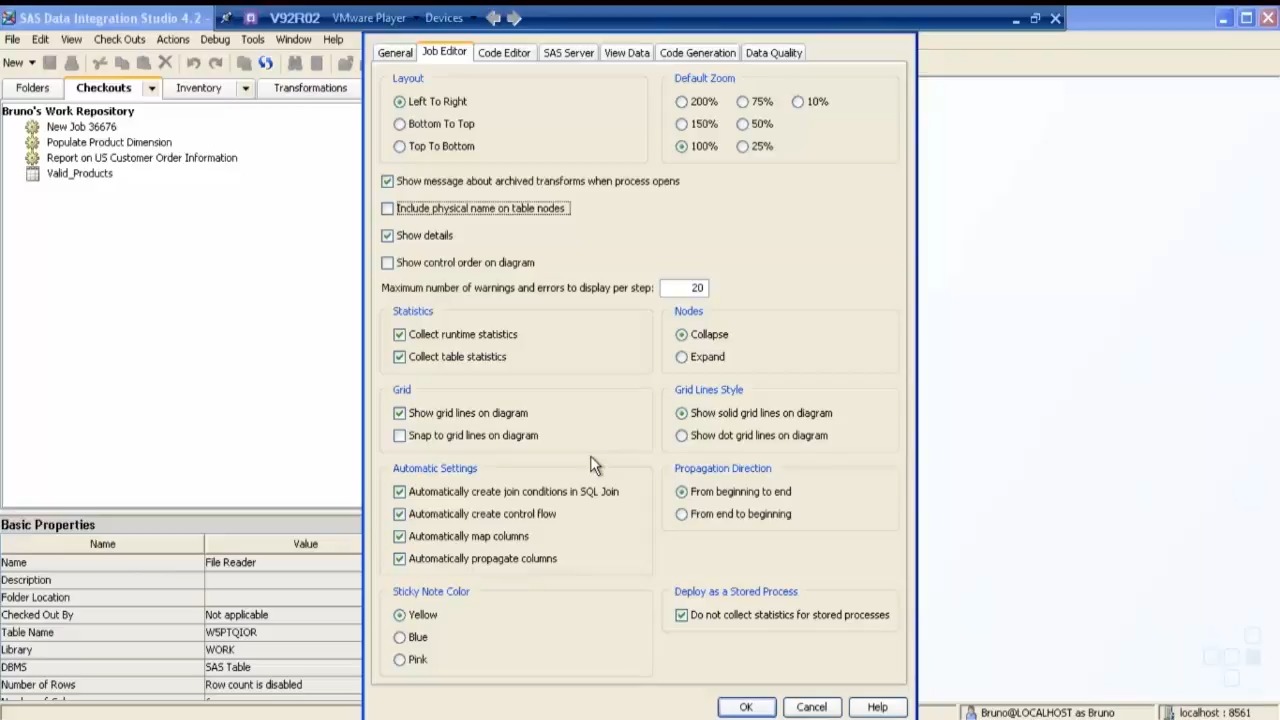 SAS Data Integration Studio 4.2 -
V92R02 VMware Player Devices
File Edit View Check Outs Actions Debug Tools Window Help
New
Folders Checkouts Inventory Transformations
Bruno's Work Repository
New Job 36676
Populate Product Dimension
Report on US Customer Order Information
Valid_Products
Basic Properties
Name Value
Name File Reader
Description
Folder Location
Checked Out By Not applicable
Table Name W5PTQIOR
Library WORK
DBMS SAS Table
Number of Rows Row count is disabled
General Job Editor Code Editor SAS Server View Data Code Generation Data Quality
Layout
Left To Right
Bottom To Top
Top To Bottom
Default Zoom
200% 75% 10%
150% 50%
100% 25%
Show message about archived transforms when process opens
Include physical name on table nodes
Show details
Show control order on diagram
Maximum number of warnings and errors to display per step: 20
Statistics
Collect runtime statistics
Collect table statistics
Nodes
Collapse
Expand
Grid
Show grid lines on diagram
Snap to grid lines on diagram
Grid Lines Style
Show solid grid lines on diagram
Show dot grid lines on diagram
Automatic Settings
Automatically create join conditions in SQL Join
Automatically create control flow
Automatically map columns
Automatically propagate columns
Propagation Direction
From beginning to end
From end to beginning
Sticky Note Color
Yellow
Blue
Pink
Deploy as a Stored Process
Do not collect statistics for stored processes
OK Cancel Help
Bruno@LOCALHOST as Bruno localhost : 8561